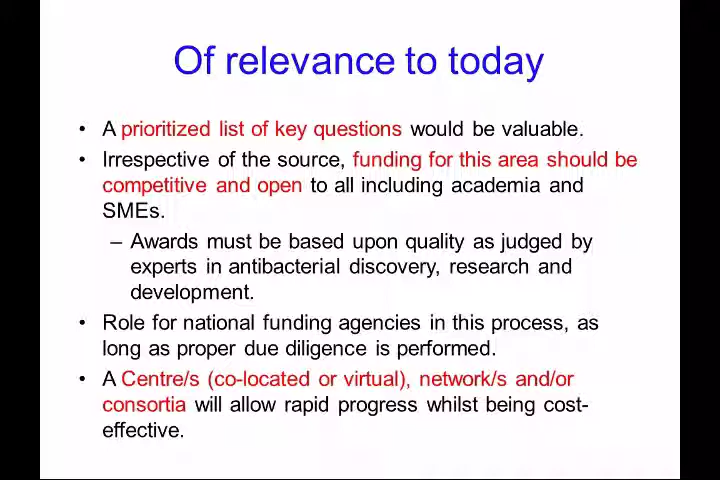 Of relevance to today
• A prioritized list of key questions would be valuable.
• Irrespective of the source, funding for this area should be
competitive and open to all including academia and
SMEs.
– Awards must be based upon quality as judged by
experts in antibacterial discovery, research and
development.
• Role for national funding agencies in this process, as
long as proper due diligence is performed.
• A Centre/s (co-located or virtual), network/s and/or
consortia will allow rapid progress whilst being cost-
effective.